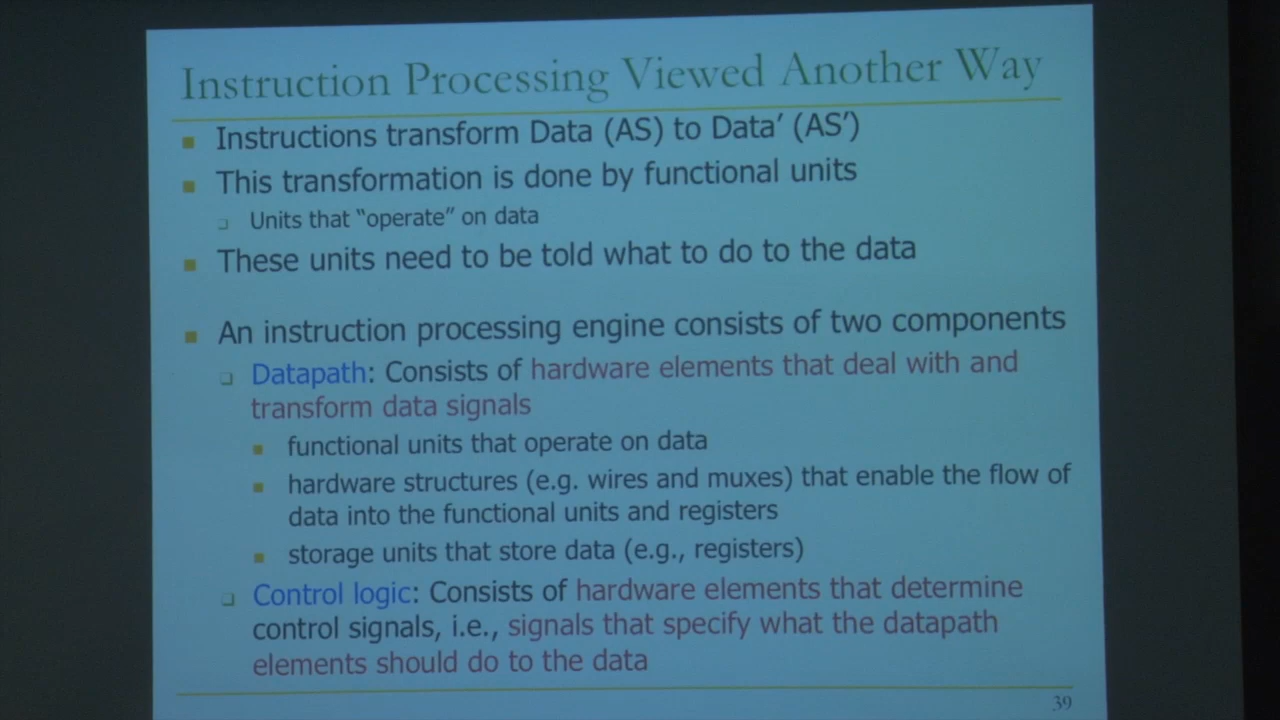 Instruction Processing Viewed Another Way
Instructions transform Data (AS) to Data′ (AS′)
This transformation is done by functional units
Units that “operate” on data
These units need to be told what to do to the data
An instruction processing engine consists of two components
Datapath: Consists of hardware elements that deal with and
transform data signals
functional units that operate on data
hardware structures (e.g. wires and muxes) that enable the flow of
data into the functional units and registers
storage units that store data (e.g., registers)
Control logic: Consists of hardware elements that determine
control signals, i.e., signals that specify what the datapath
elements should do to the data
39